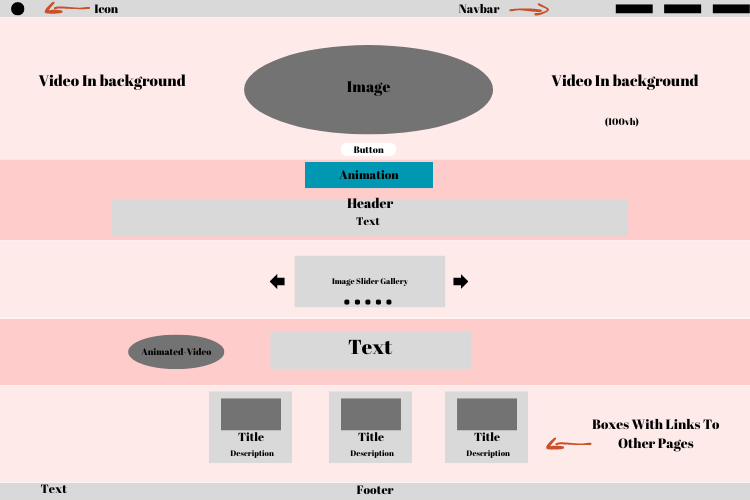 Icon
Navbar
Video In background
Image
Video In background
(100vh)
Button
Animation
Header
Text
Image Slider Gallery
Animated-Video
Text
Title
Description
Title
Description
Title
Description
Boxes With Links To
Other Pages
Text
Footer